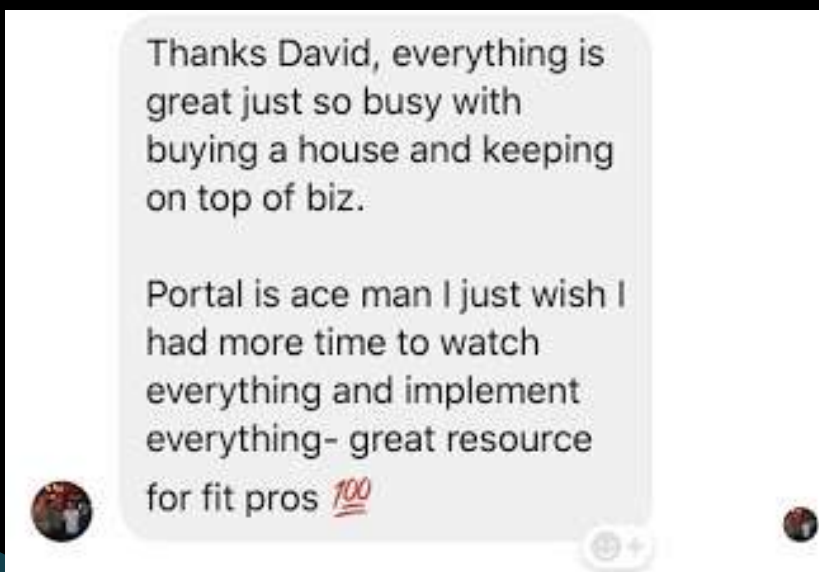 Thanks David, everything is
great just so busy with
buying a house and keeping
on top of biz.
Portal is ace man I just wish I
had more time to watch
everything and implement
everything- great resource
for fit pros 💯